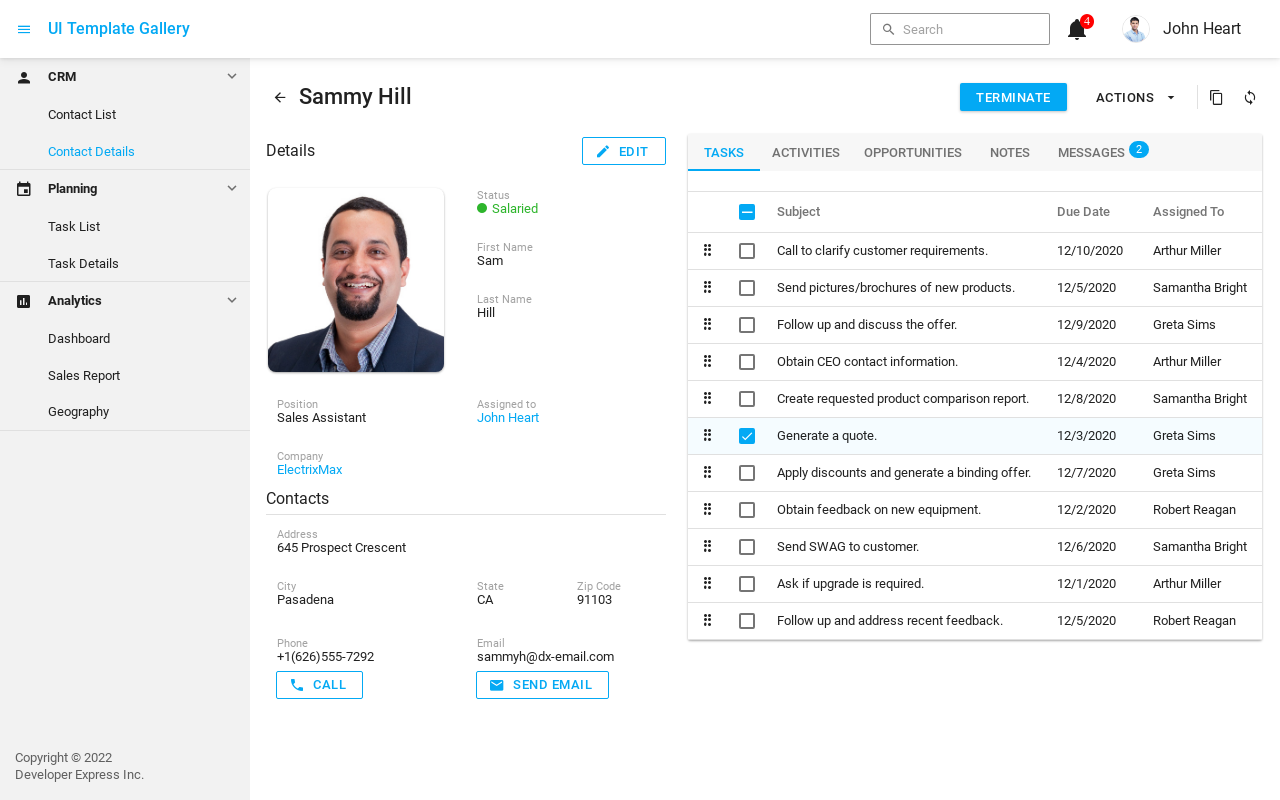 UI Template Gallery
Search
4
John Heart
CRM
Contact List
Contact Details
Planning
Task List
Task Details
Analytics
Dashboard
Sales Report
Geography
Copyright © 2022
Developer Express Inc.
Sammy Hill
TERMINATE
ACTIONS
Details
EDIT
Status
Salaried
First Name
Sam
Last Name
Hill
Position
Sales Assistant
Assigned to
John Heart
Company
ElectrixMax
Contacts
Address
645 Prospect Crescent
City
Pasadena
State
CA
Zip Code
91103
Phone
+1(626)555-7292
Email
sammyh@dx-email.com
CALL
SEND EMAIL
TASKS ACTIVITIES OPPORTUNITIES NOTES MESSAGES 2
Subject Due Date Assigned To
Call to clarify customer requirements. 12/10/2020 Arthur Miller
Send pictures/brochures of new products. 12/5/2020 Samantha Bright
Follow up and discuss the offer. 12/9/2020 Greta Sims
Obtain CEO contact information. 12/4/2020 Arthur Miller
Create requested product comparison report. 12/8/2020 Samantha Bright
Generate a quote. 12/3/2020 Greta Sims
Apply discounts and generate a binding offer. 12/7/2020 Greta Sims
Obtain feedback on new equipment. 12/2/2020 Robert Reagan
Send SWAG to customer. 12/6/2020 Samantha Bright
Ask if upgrade is required. 12/1/2020 Arthur Miller
Follow up and address recent feedback. 12/5/2020 Robert Reagan